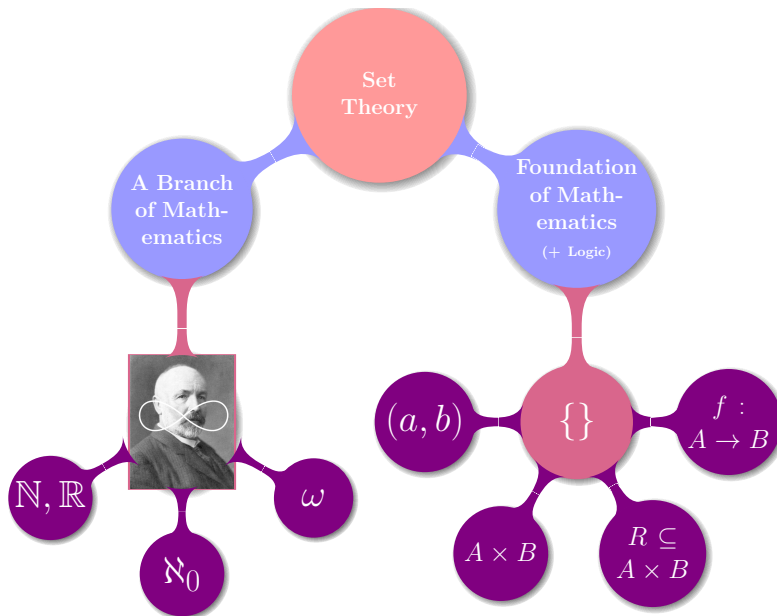 Set
Theory
A Branch
of Math-
ematics
Foundation
of Math-
ematics
(+ Logic)
∞
ℕ, ℝ
ℵ₀
ω
{}
(a, b)
A × B
R ⊆
A × B
f :
A → B